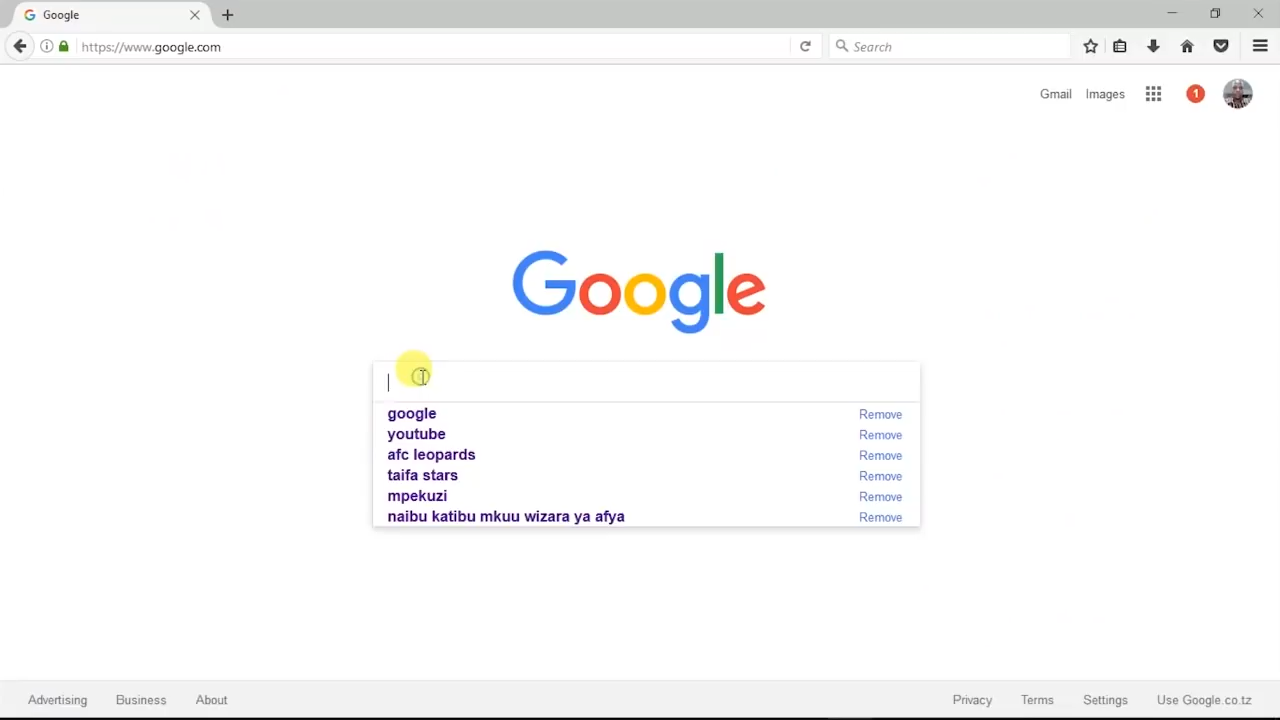 Google
https://www.google.com
Search
Gmail Images 1
Google
google Remove
youtube Remove
afc leopards Remove
taifa stars Remove
mpekuzi Remove
naibu katibu mkuu wizara ya afya Remove
Advertising Business About Privacy Terms Settings Use Google.co.tz